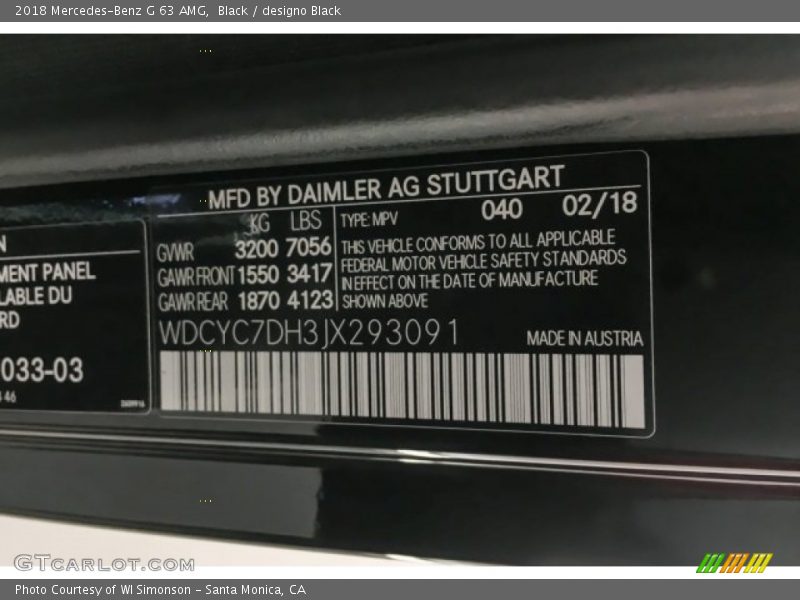 2018 Mercedes-Benz G 63 AMG,  Black / designo Black
N
MENT PANEL
LABLE DU
RD
033-03
46
MFD BY DAIMLER AG STUTTGART
KG LBS
GVWR 3200 7056
GAWR FRONT 1550 3417
GAWR REAR 1870 4123
TYPE: MPV 040 02/18
THIS VEHICLE CONFORMS TO ALL APPLICABLE
FEDERAL MOTOR VEHICLE SAFETY STANDARDS
IN EFFECT ON THE DATE OF MANUFACTURE
SHOWN ABOVE
WDCYC7DH3JX293091
MADE IN AUSTRIA
GTCARLOT.COM
Photo Courtesy of WI Simonson - Santa Monica, CA